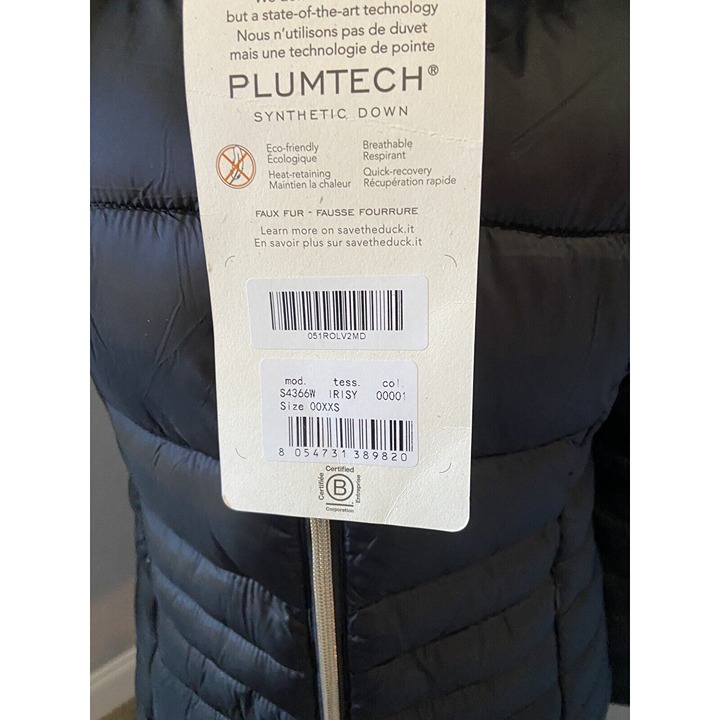 but a state-of-the-art technology
Nous n'utilisons pas de duvet
mais une technologie de pointe
PLUMTECH®
SYNTHETIC DOWN
Eco-friendly
Écologique
Heat-retaining
Maintien la chaleur
Breathable
Respirant
Quick-recovery
Récupération rapide
FAUX FUR - FAUSSE FOURRURE
Learn more on savetheduck.it
En savoir plus sur savetheduck.it
051ROLV2MD
mod. tess. col.
S4366W IRISY 00001
Size 00XXS
8 054731 389820
Certified
Certifiée
B
Entreprise
Corporation